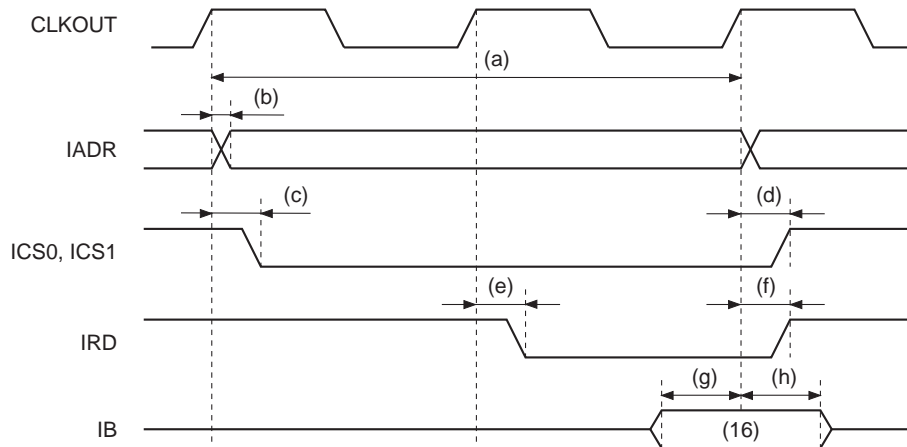 CLKOUT
(a)
(b)
IADR
(c) (d)
ICS0, ICS1
(e) (f)
IRD
(g) (h)
IB (16)